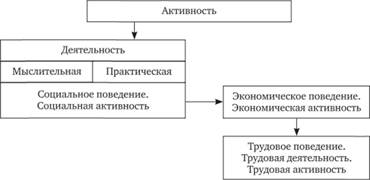 Активность
Деятельность
Мыслительная
Практическая
Социальное поведение.
Социальная активность
Экономическое поведение.
Экономическая активность
Трудовое поведение.
Трудовая деятельность.
Трудовая активность